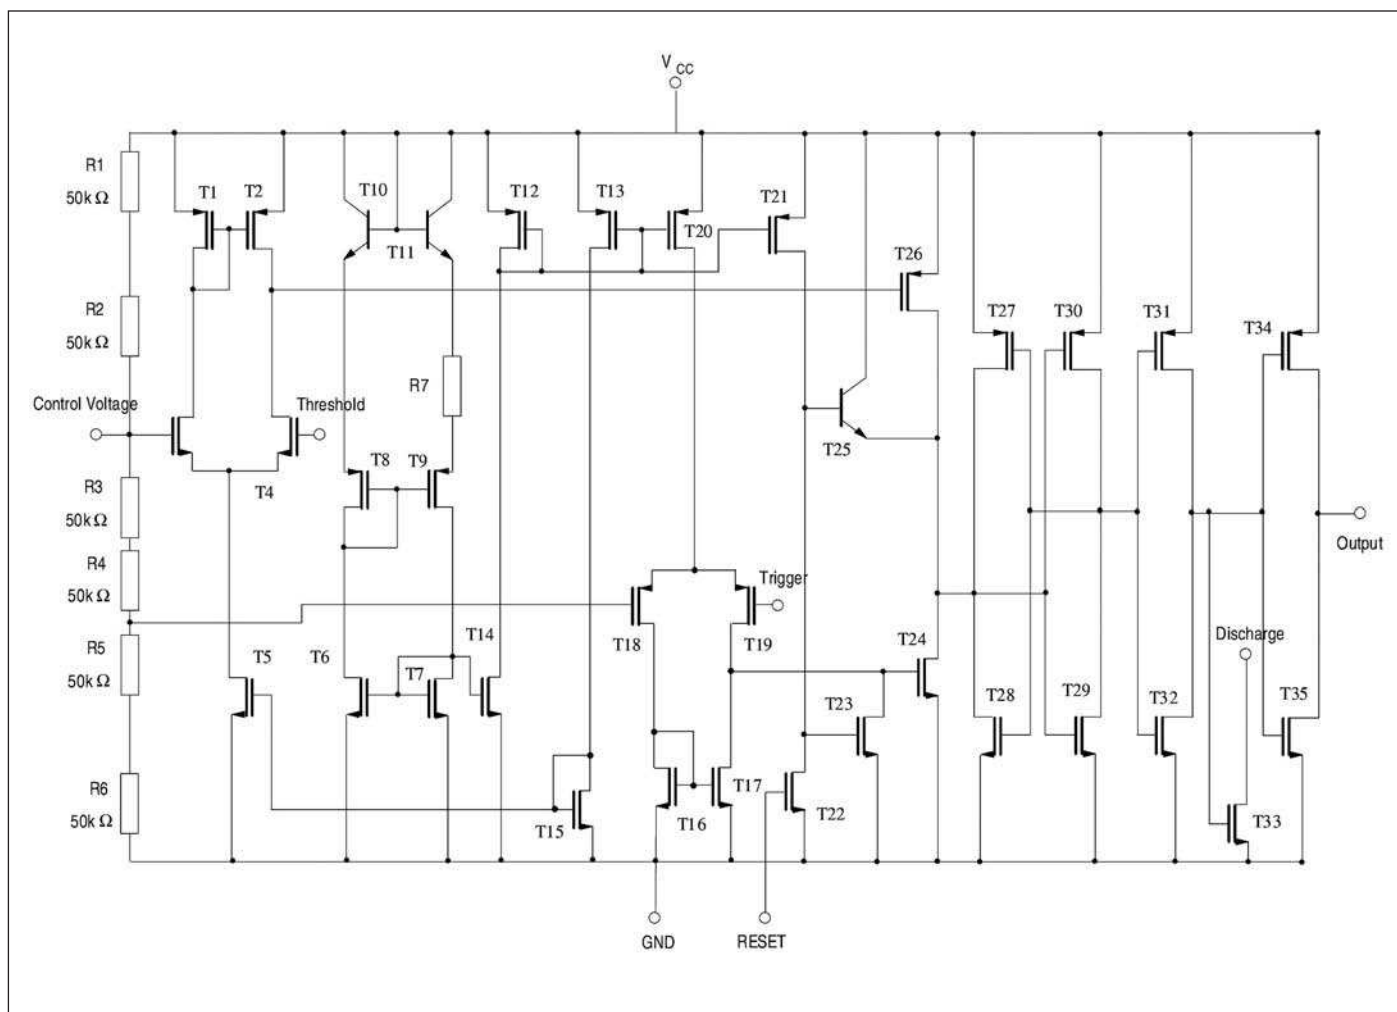 V CC
R1
50k Ω
T1
T2
T10
T11
T12
T13
T20
T21
T26
R2
50k Ω
R7
T27
T30
T31
T34
Control Voltage
Threshold
T25
T8
T9
T4
R3
50k Ω
Output
R4
50k Ω
Trigger
T18
T19
T14
T24
Discharge
R5
50k Ω
T5
T6
T7
T23
T28
T29
T32
T35
R6
50k Ω
T15
T16
T17
T22
T33
GND
RESET